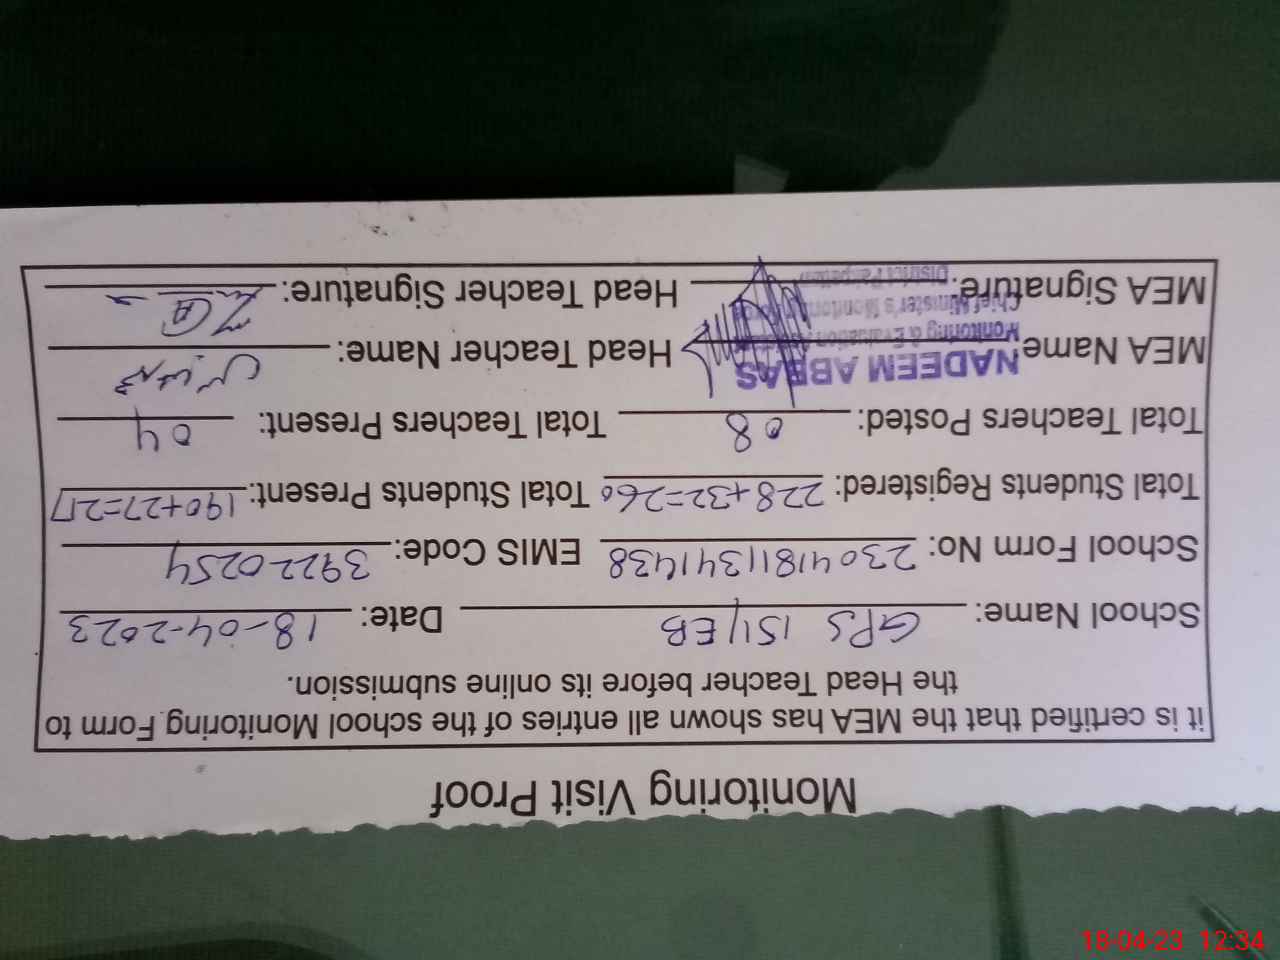 Monitoring Visit Proof
it is certified that the MEA has shown all entries of the school Monitoring Form to
the Head Teacher before its online submission.
School Name: GPS 154/EB Date: 18-04-2023
School Form No: 230418113411438 EMIS Code: 39220254
Total Students Registered: 228+32=260 Total Students Present: 190+27=217
Total Teachers Posted: 08 Total Teachers Present: 04
MEA Name Head Teacher Name:
NADEEM ABBAS
Monitoring & Evaluation
Chief Minister's Monitoring Force
MEA Signature: Head Teacher Signature:
District Pakpattan
18-04-23 12:34